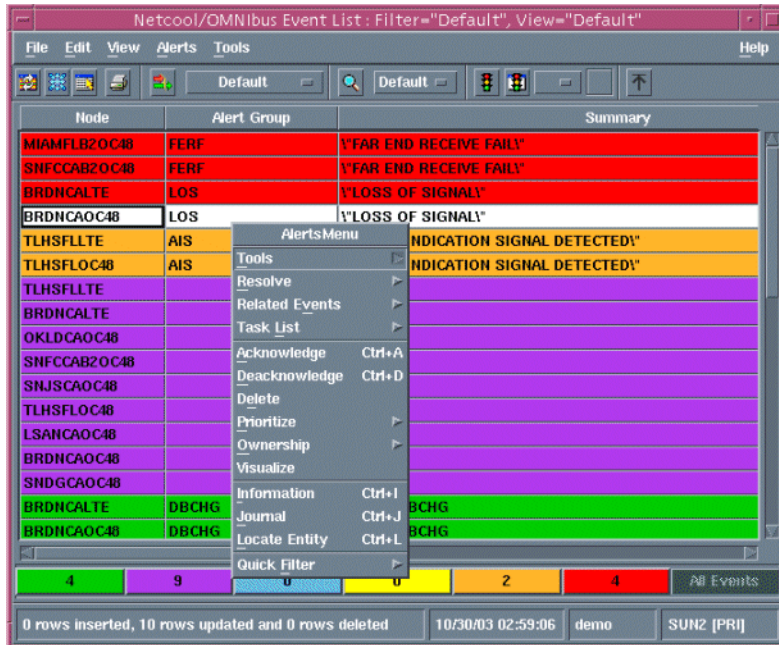 Netcool/OMNIbus Event List : Filter="Default", View="Default"
File Edit View Alerts Tools Help
Default Default
Node Alert Group Summary
MIAMFLB2OC48 FERF \"FAR END RECEIVE FAIL\"
SNFCCAB2OC48 FERF \"FAR END RECEIVE FAIL\"
BRDNCALTE LOS \"LOSS OF SIGNAL\"
BRDNCAOC48 LOS \"LOSS OF SIGNAL\"
TLHSFLLTE AIS NDICATION SIGNAL DETECTED\"
TLHSFLOC48 AIS NDICATION SIGNAL DETECTED\"
TLHSFLLTE
BRDNCALTE
OKLDCAOC48
SNFCCAB2OC48
SNJSCAOC48
TLHSFLOC48
LSANCAOC48
BRDNCAOC48
SNDGCAOC48
BRDNCALTE DBCHG BCHG
BRDNCAOC48 DBCHG BCHG
AlertsMenu
Tools
Resolve
Related Events
Task List
Acknowledge Ctrl+A
Deacknowledge Ctrl+D
Delete
Prioritize
Ownership
Visualize
Information Ctrl+I
Journal Ctrl+J
Locate Entity Ctrl+L
Quick Filter
4 9 0 0 2 4 All Events
0 rows inserted, 10 rows updated and 0 rows deleted 10/30/03 02:59:06 demo SUN2 [PRI]